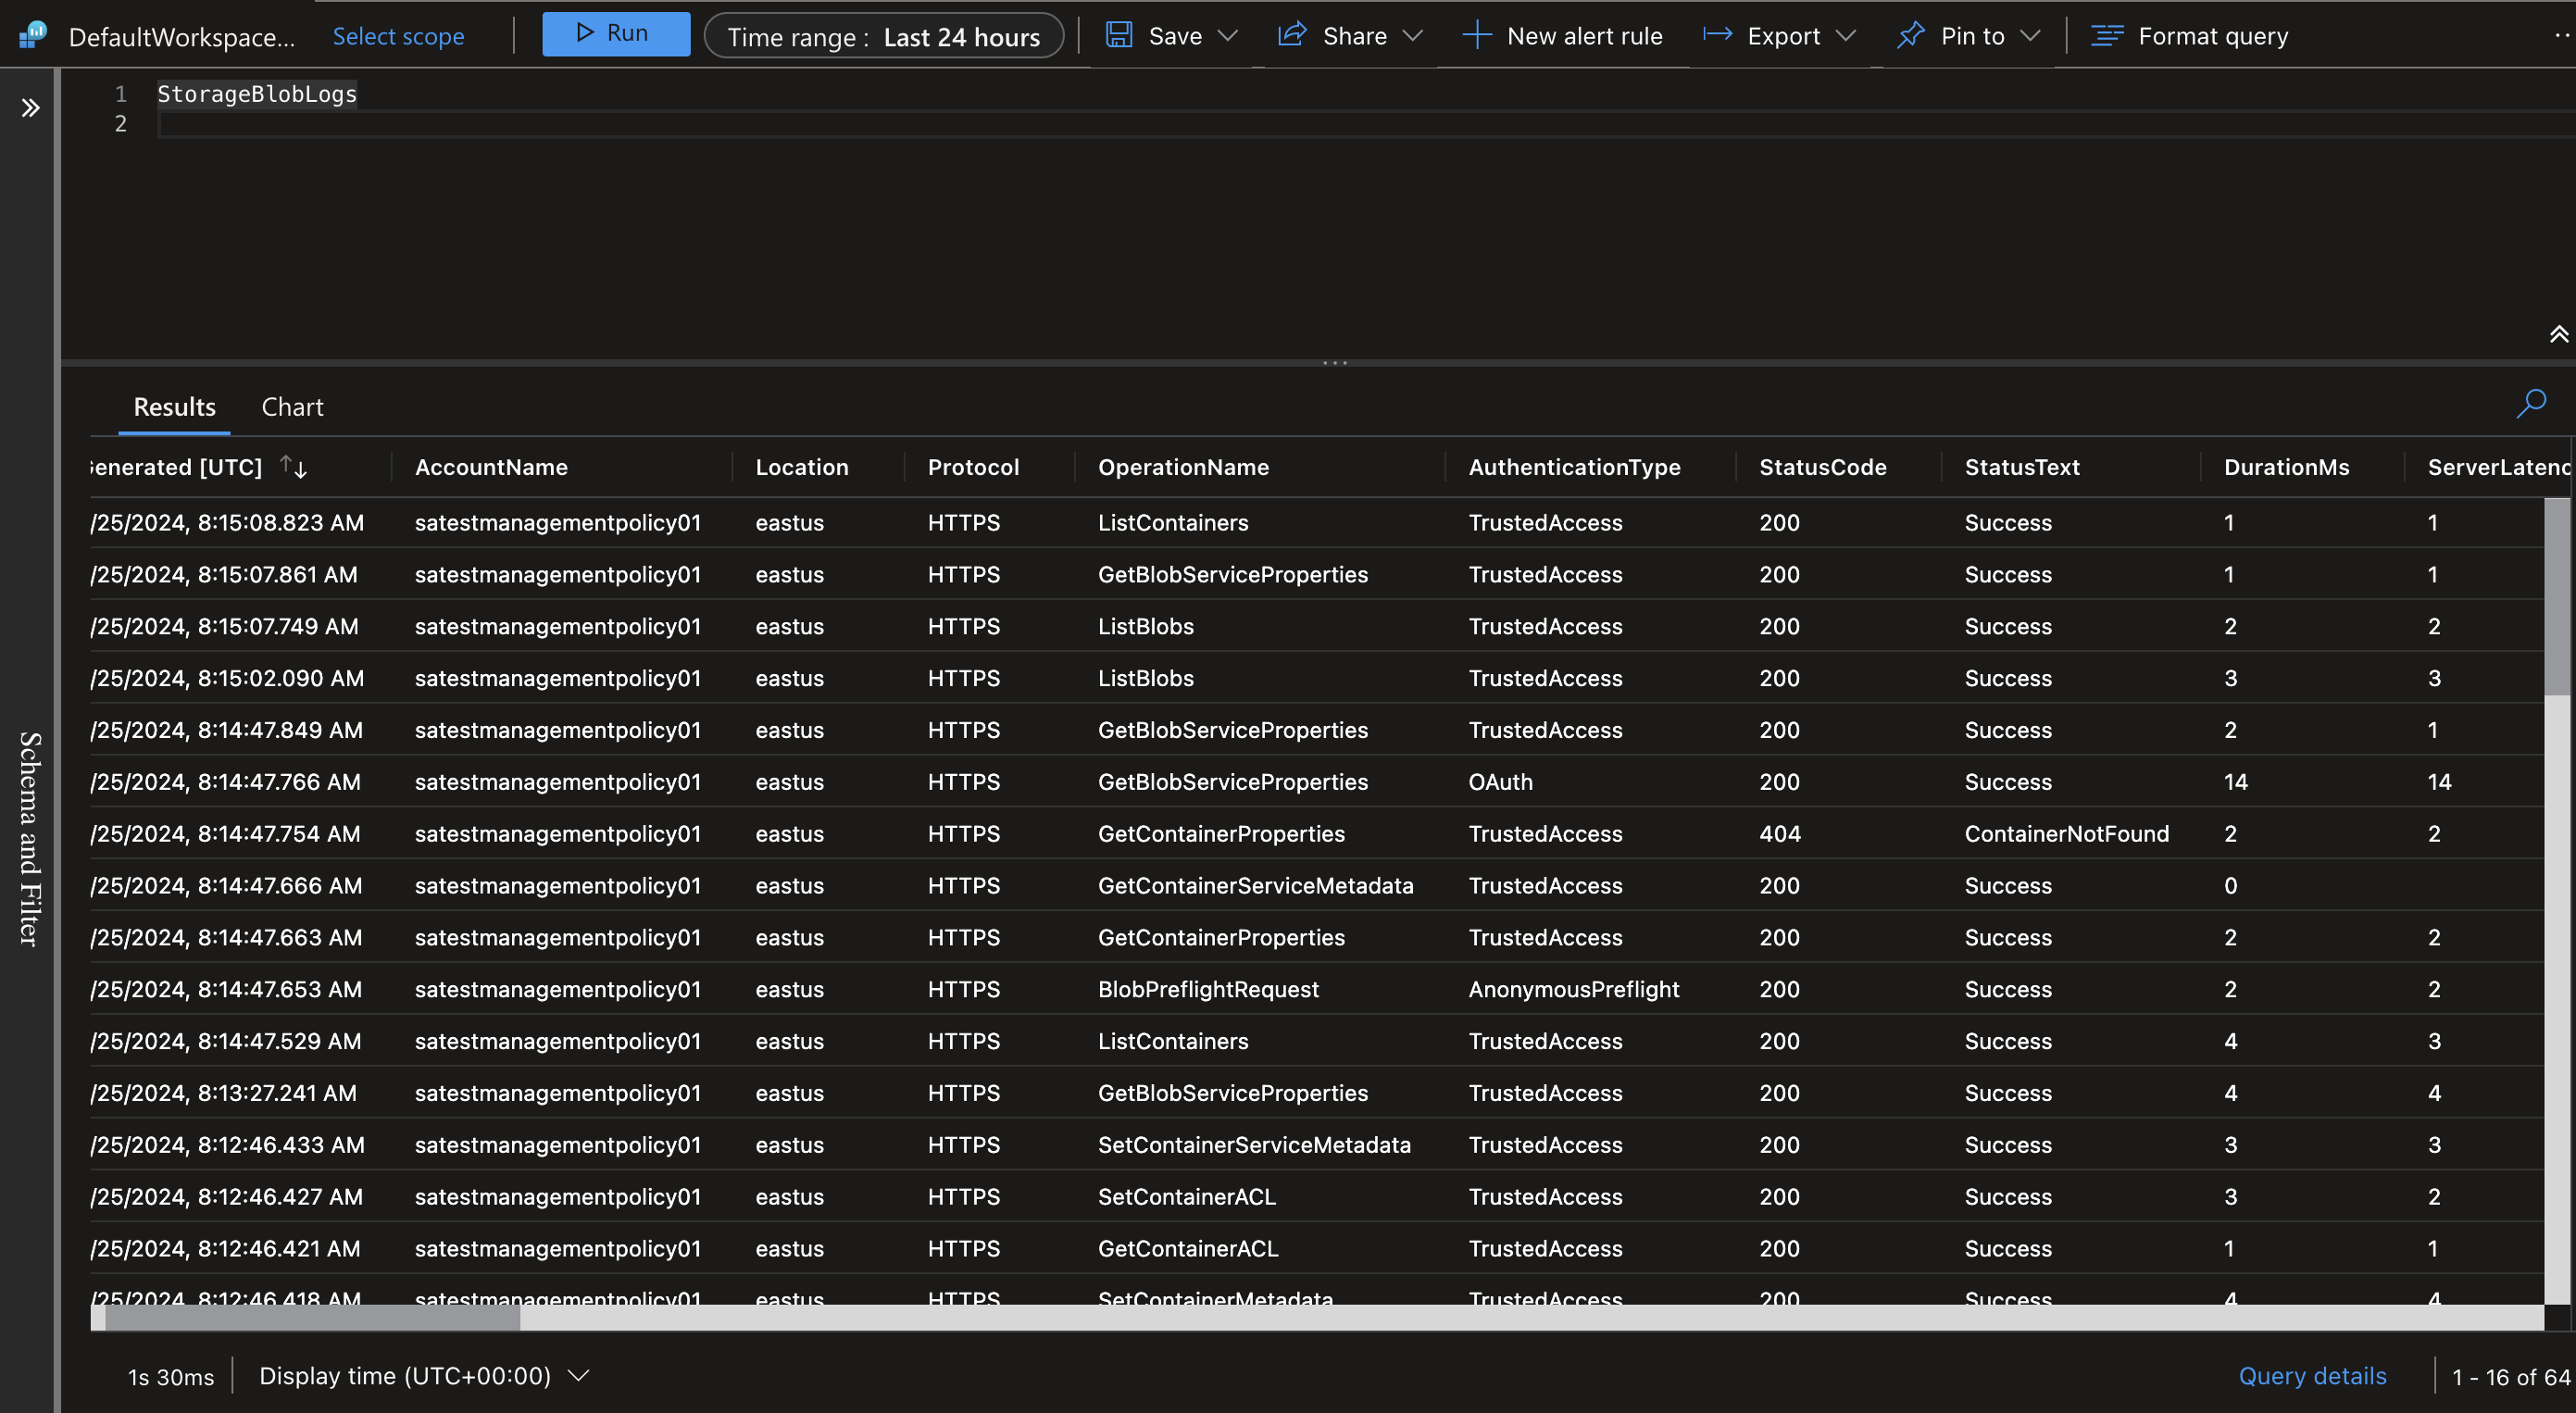 DefaultWorkspace... Select scope Run Time range : Last 24 hours Save Share New alert rule Export Pin to Format query ..
1 StorageBlobLogs
2
Results Chart
Generated [UTC] AccountName Location Protocol OperationName AuthenticationType StatusCode StatusText DurationMs ServerLatenc
/25/2024, 8:15:08.823 AM satestmanagementpolicy01 eastus HTTPS ListContainers TrustedAccess 200 Success 1 1
/25/2024, 8:15:07.861 AM satestmanagementpolicy01 eastus HTTPS GetBlobServiceProperties TrustedAccess 200 Success 1 1
/25/2024, 8:15:07.749 AM satestmanagementpolicy01 eastus HTTPS ListBlobs TrustedAccess 200 Success 2 2
/25/2024, 8:15:02.090 AM satestmanagementpolicy01 eastus HTTPS ListBlobs TrustedAccess 200 Success 3 3
/25/2024, 8:14:47.849 AM satestmanagementpolicy01 eastus HTTPS GetBlobServiceProperties TrustedAccess 200 Success 2 1
/25/2024, 8:14:47.766 AM satestmanagementpolicy01 eastus HTTPS GetBlobServiceProperties OAuth 200 Success 14 14
/25/2024, 8:14:47.754 AM satestmanagementpolicy01 eastus HTTPS GetContainerProperties TrustedAccess 404 ContainerNotFound 2 2
/25/2024, 8:14:47.666 AM satestmanagementpolicy01 eastus HTTPS GetContainerServiceMetadata TrustedAccess 200 Success 0
/25/2024, 8:14:47.663 AM satestmanagementpolicy01 eastus HTTPS GetContainerProperties TrustedAccess 200 Success 2 2
/25/2024, 8:14:47.653 AM satestmanagementpolicy01 eastus HTTPS BlobPreflightRequest AnonymousPreflight 200 Success 2 2
/25/2024, 8:14:47.529 AM satestmanagementpolicy01 eastus HTTPS ListContainers TrustedAccess 200 Success 4 3
/25/2024, 8:13:27.241 AM satestmanagementpolicy01 eastus HTTPS GetBlobServiceProperties TrustedAccess 200 Success 4 4
/25/2024, 8:12:46.433 AM satestmanagementpolicy01 eastus HTTPS SetContainerServiceMetadata TrustedAccess 200 Success 3 3
/25/2024, 8:12:46.427 AM satestmanagementpolicy01 eastus HTTPS SetContainerACL TrustedAccess 200 Success 3 2
/25/2024, 8:12:46.421 AM satestmanagementpolicy01 eastus HTTPS GetContainerACL TrustedAccess 200 Success 1 1
/25/2024, 8:12:46.418 AM satestmanagementpolicy01 eastus HTTPS SetContainerMetadata TrustedAccess 200 Success 4 4
Schema and Filter
1s 30ms Display time (UTC+00:00) Query details 1 - 16 of 64